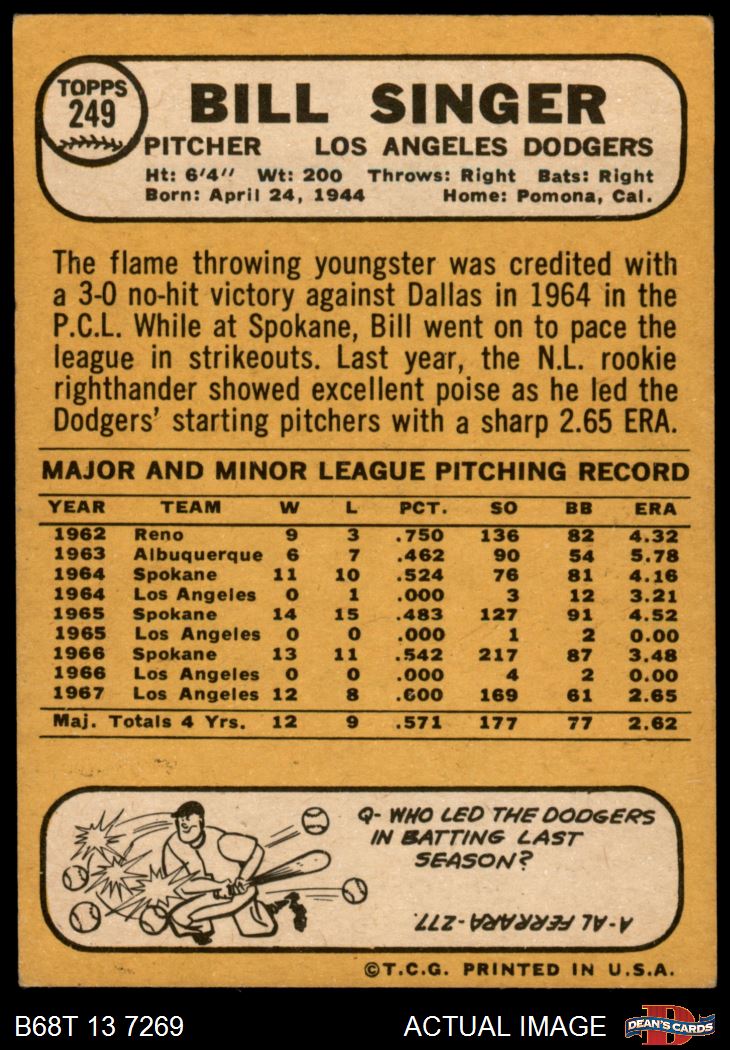 TOPPS
249
BILL SINGER
PITCHER LOS ANGELES DODGERS
Ht: 6'4" Wt: 200 Throws: Right Bats: Right
Born: April 24, 1944 Home: Pomona, Cal.
The flame throwing youngster was credited with
a 3-0 no-hit victory against Dallas in 1964 in the
P.C.L. While at Spokane, Bill went on to pace the
league in strikeouts. Last year, the N.L. rookie
righthander showed excellent poise as he led the
Dodgers' starting pitchers with a sharp 2.65 ERA.
MAJOR AND MINOR LEAGUE PITCHING RECORD
YEAR TEAM W L PCT. SO BB ERA
1962 Reno 9 3 .750 136 82 4.32
1963 Albuquerque 6 7 .462 90 54 5.78
1964 Spokane 11 10 .524 76 81 4.16
1964 Los Angeles 0 1 .000 3 12 3.21
1965 Spokane 14 15 .483 127 91 4.52
1965 Los Angeles 0 0 .000 1 2 0.00
1966 Spokane 13 11 .542 217 87 3.48
1966 Los Angeles 0 0 .000 4 2 0.00
1967 Los Angeles 12 8 .600 169 61 2.65
Maj. Totals 4 Yrs. 12 9 .571 177 77 2.62
Q- WHO LED THE DODGERS
IN BATTING LAST
SEASON?
A-AL FERRARA-277.
©T.C.G. PRINTED IN U.S.A.
B68T 13 7269 ACTUAL IMAGE
D
DEAN'S CARDS